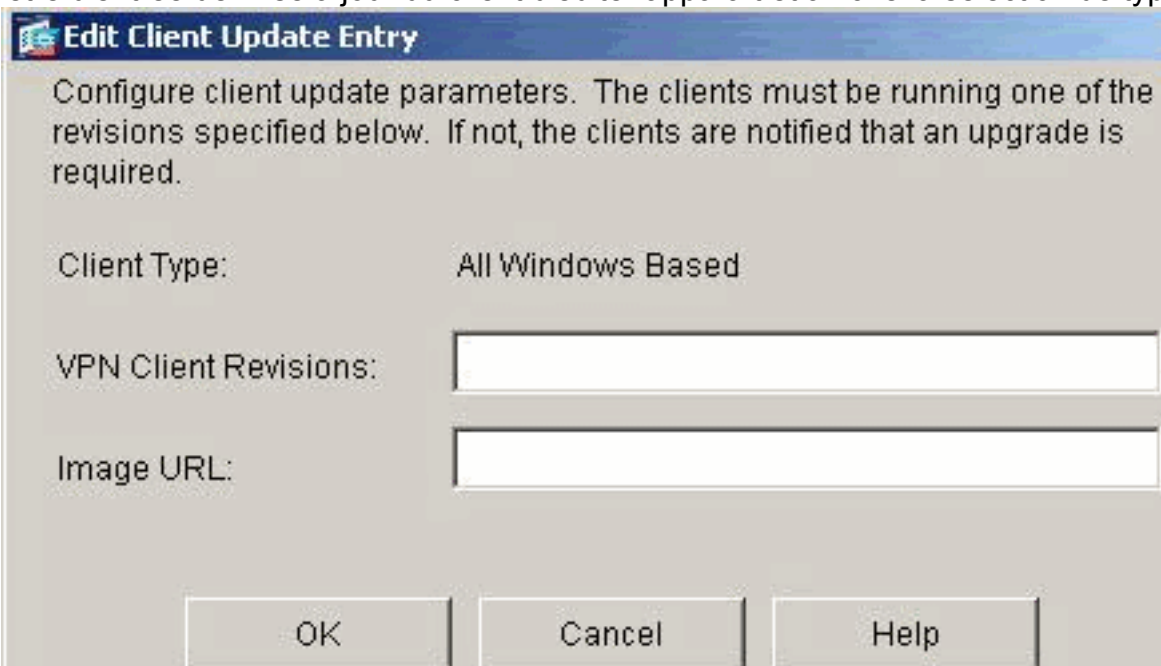 Edit Client Update Entry
Configure client update parameters. The clients must be running one of the
revisions specified below. If not, the clients are notified that an upgrade is
required.
Client Type: All Windows Based
VPN Client Revisions:
Image URL:
OK Cancel Help